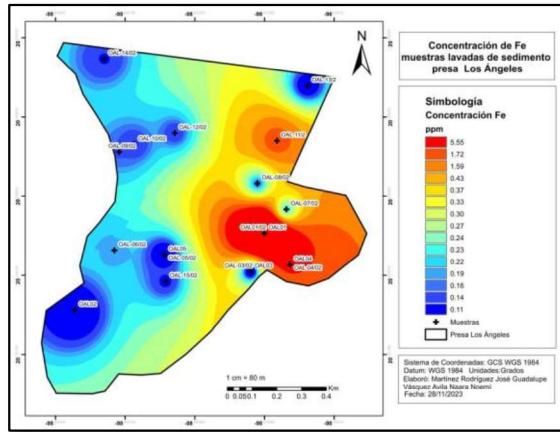 Concentración de Fe
muestras lavadas de sedimento
presa Los Ángeles
N
OAL-14/02
OAL-13/2
OAL-12/02
OAL-10/02
OAL-09/02
OAL-11/2
OAL-08/02
OAL-07/02
OAL01/02 OAL01
OAL-06/02
OAL05
OAL-05/02
OAL-15/02
OAL-03/02 OAL03
OAL04
OAL-04/02
OAL02
1 cm = 80 m
0 0.05 0.1 0.2 0.3 0.4
Km
Simbología
Concentración Fe
ppm
5.55
1.72
1.59
0.43
0.37
0.33
0.30
0.27
0.24
0.23
0.22
0.19
0.16
0.14
0.11
Muestras
Presa Los Ángeles
Sistema de Coordenadas: GCS WGS 1984
Datum: WGS 1984 Unidades:Grados
Elaboró: Martínez Rodríguez José Guadalupe
Vásquez Avila Naara Noemí
Fecha: 28/11/2023